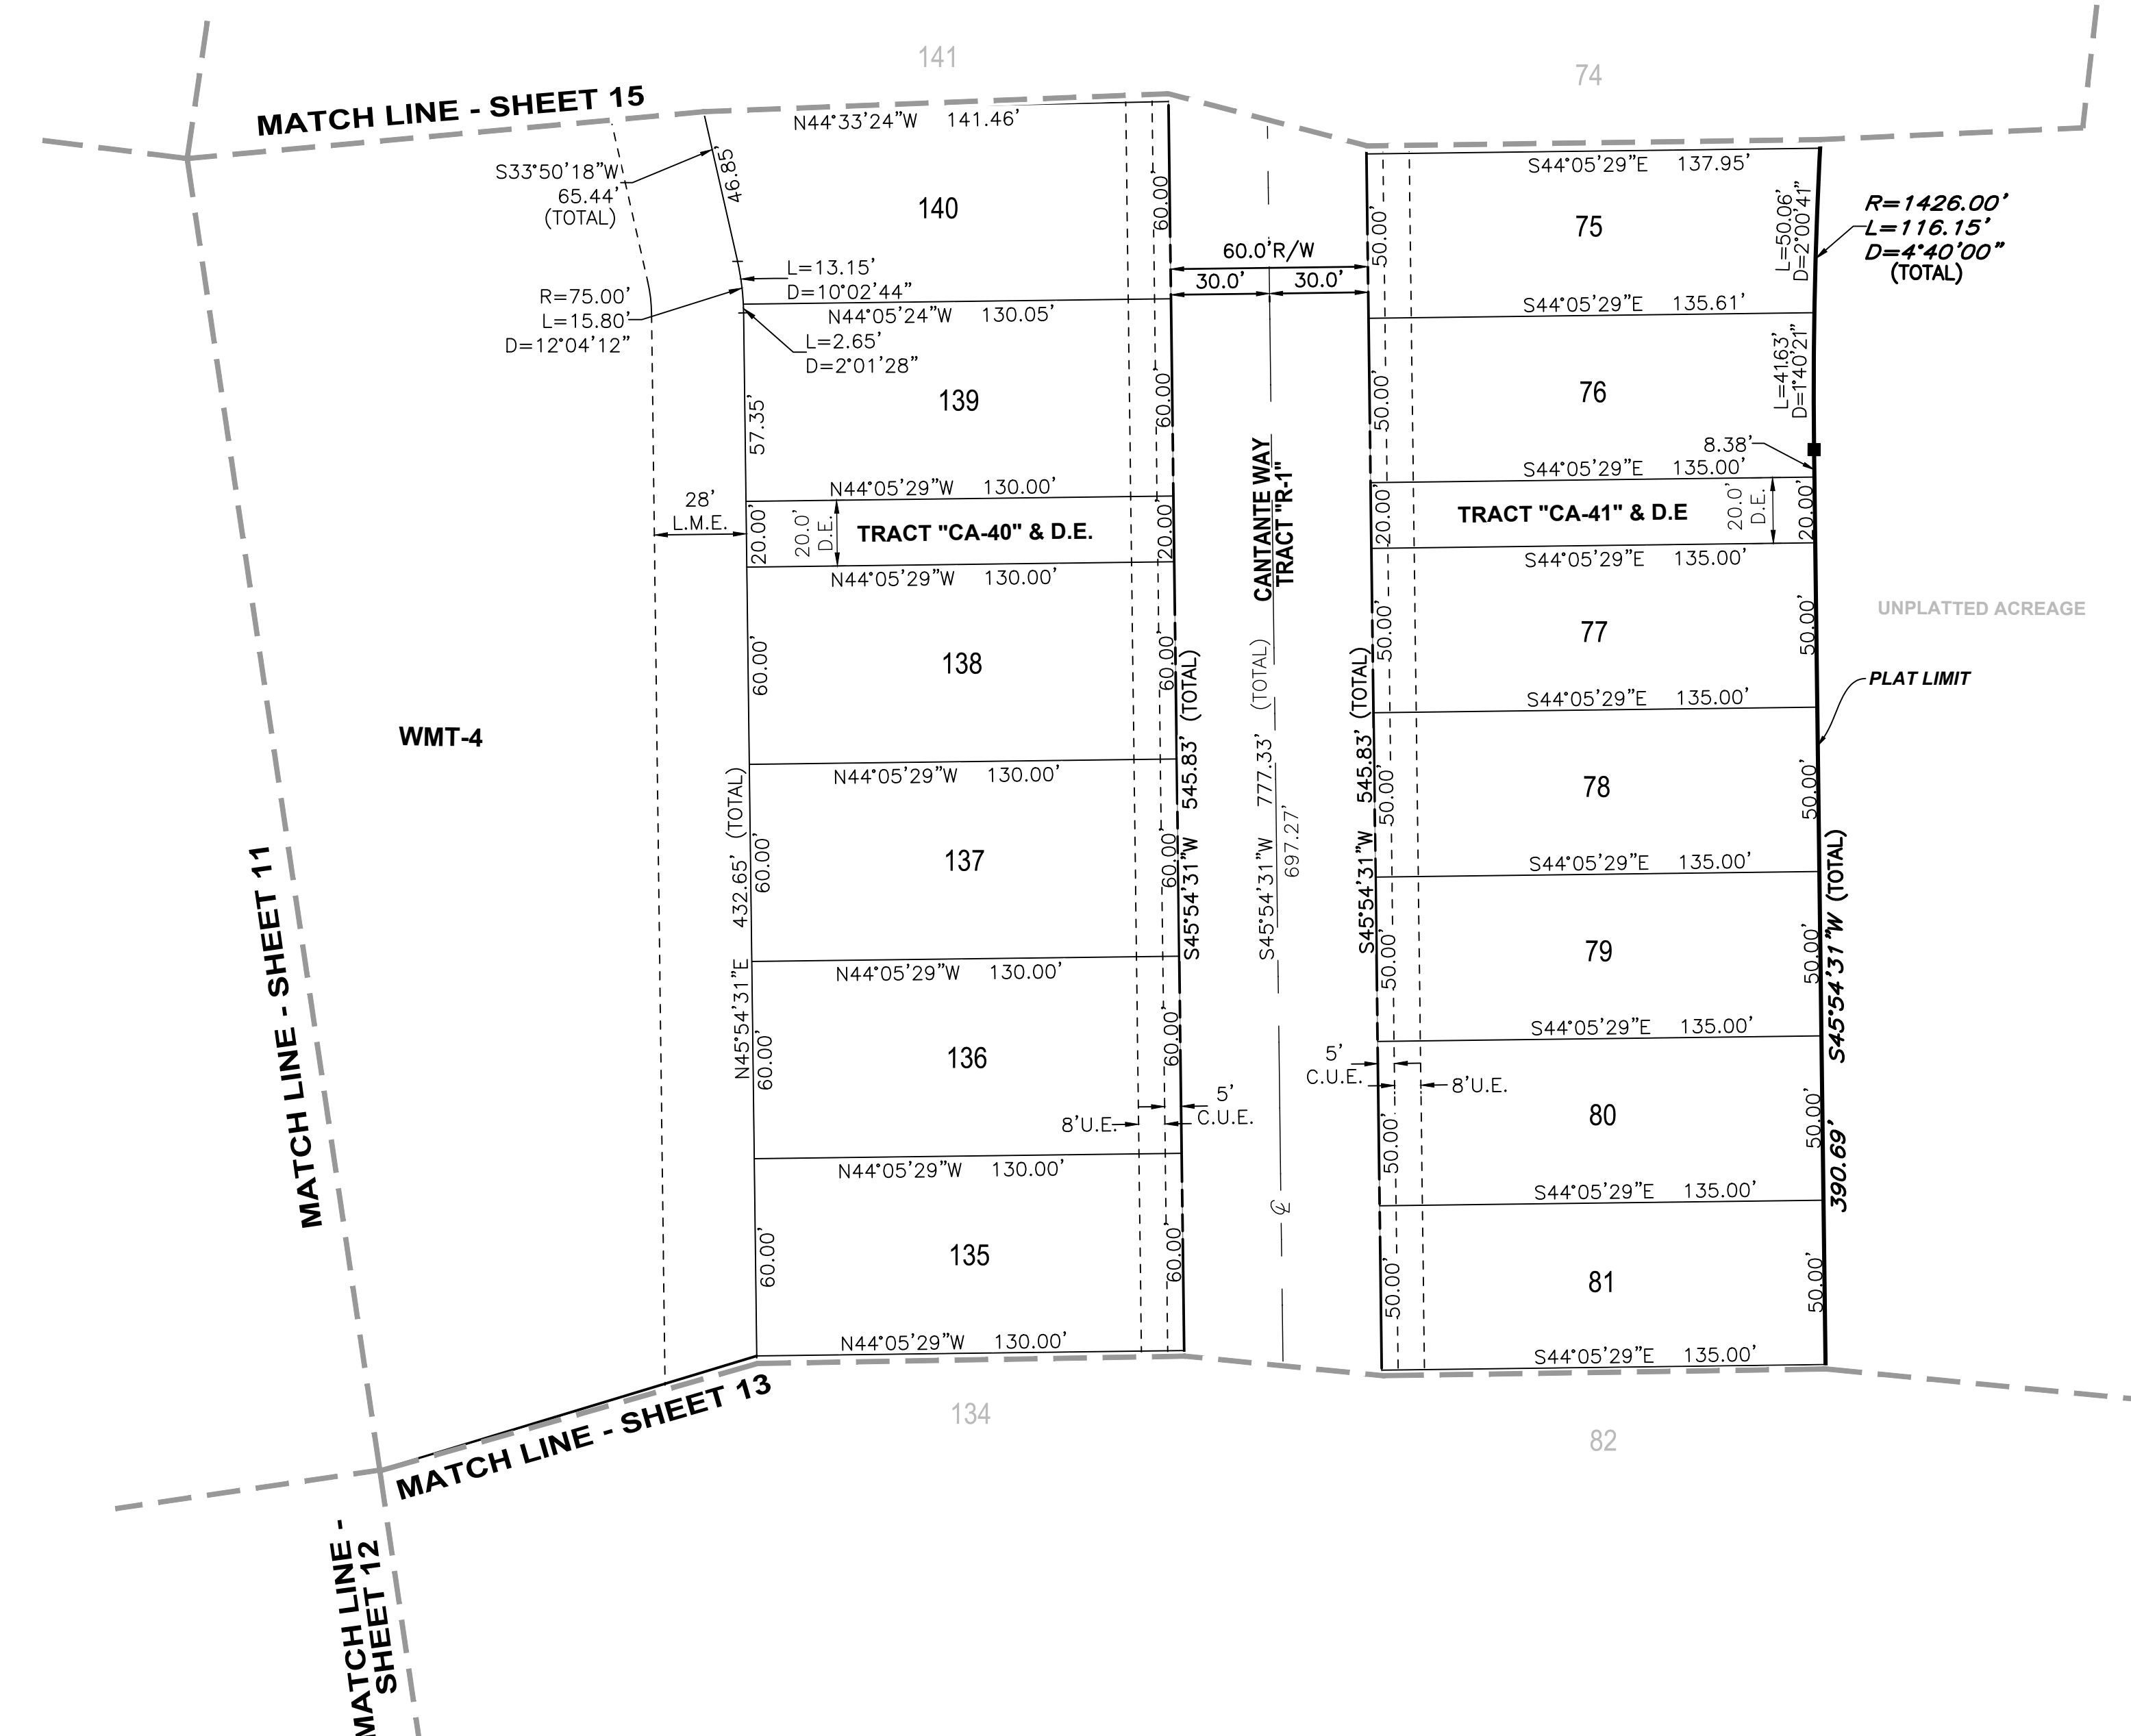 141
74
MATCH LINE - SHEET 15
N44°33'24"W 141.46'
S33°50'18"W
65.44'
(TOTAL)
46.85'
140
60.00'
L=13.15'
D=10°02'44"
R=75.00'
L=15.80'
D=12°04'12"
N44°05'24"W 130.05'
L=2.65'
D=2°01'28"
60.0'R/W
30.0'
30.0'
S44°05'29"E 137.95'
50.00'
75
L=50.06'
D=2°00'41"
R=1426.00'
L=116.15'
D=4°40'00"
(TOTAL)
S44°05'29"E 135.61'
57.35'
139
60.00'
50.00'
76
L=41.63'
D=1°40'21"
8.38'
N44°05'29"W 130.00'
S44°05'29"E 135.00'
28'
L.M.E.
20.00'
20.0'
D.E.
TRACT "CA-40" & D.E.
20.00'
CANTANTE WAY
TRACT "R-1"
20.00'
TRACT "CA-41" & D.E
20.0'
D.E.
20.00'
N44°05'29"W 130.00'
S44°05'29"E 135.00'
60.00'
138
60.00'
50.00'
77
50.00'
UNPLATTED ACREAGE
PLAT LIMIT
S44°05'29"E 135.00'
WMT-4
N44°05'29"W 130.00'
S45°54'31"W 545.83' (TOTAL)
S45°54'31"W 777.33' (TOTAL)
697.27'
S45°54'31"W 545.83' (TOTAL)
50.00'
78
50.00'
N45°54'31"E 432.65' (TOTAL)
60.00'
137
60.00'
S44°05'29"E 135.00'
MATCH LINE - SHEET 11
N44°05'29"W 130.00'
50.00'
79
50.00'
390.69' S45°54'31"W (TOTAL)
S44°05'29"E 135.00'
60.00'
136
60.00'
5'
C.U.E.
8'U.E.
5'
C.U.E.
8'U.E.
50.00'
80
50.00'
N44°05'29"W 130.00'
S44°05'29"E 135.00'
℄
60.00'
135
60.00'
50.00'
81
50.00'
N44°05'29"W 130.00'
S44°05'29"E 135.00'
MATCH LINE - SHEET 13
134
82
MATCH LINE -
SHEET 12